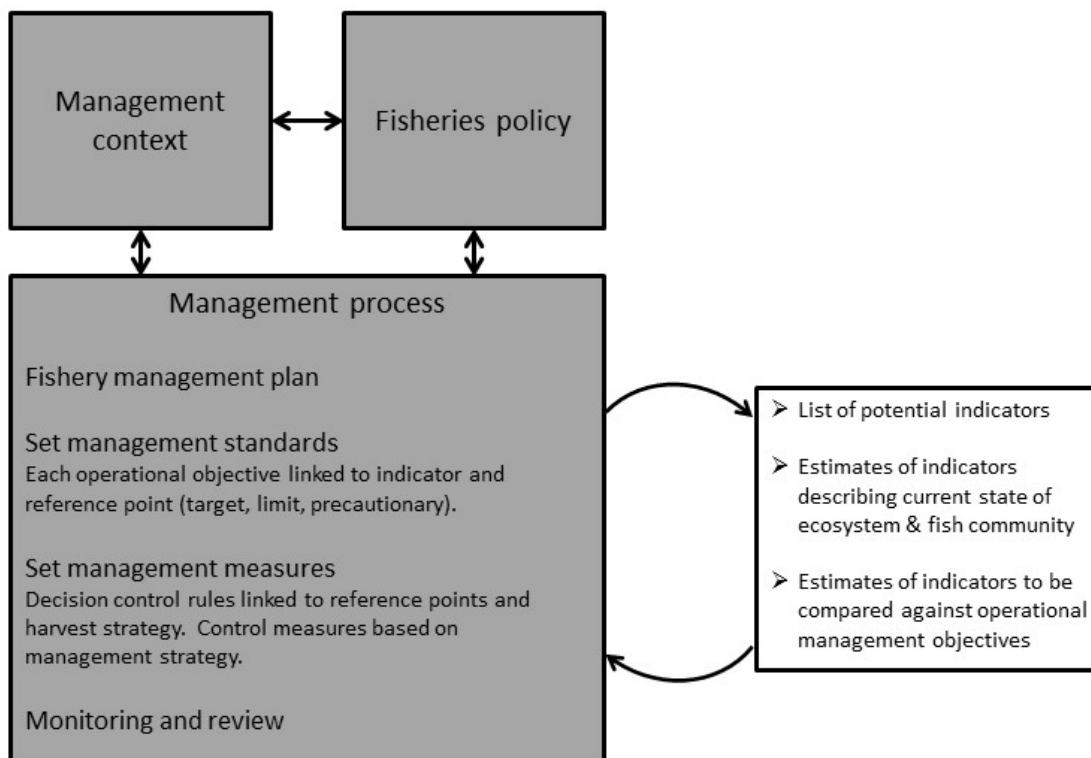 Management
context
Fisheries policy
Management process
Fishery management plan
Set management standards
Each operational objective linked to indicator and
reference point (target, limit, precautionary).
Set management measures
Decision control rules linked to reference points and
harvest strategy.  Control measures based on
management strategy.
Monitoring and review
➢ List of potential indicators
➢ Estimates of indicators
describing current state of
ecosystem & fish community
➢ Estimates of indicators to be
compared against operational
management objectives